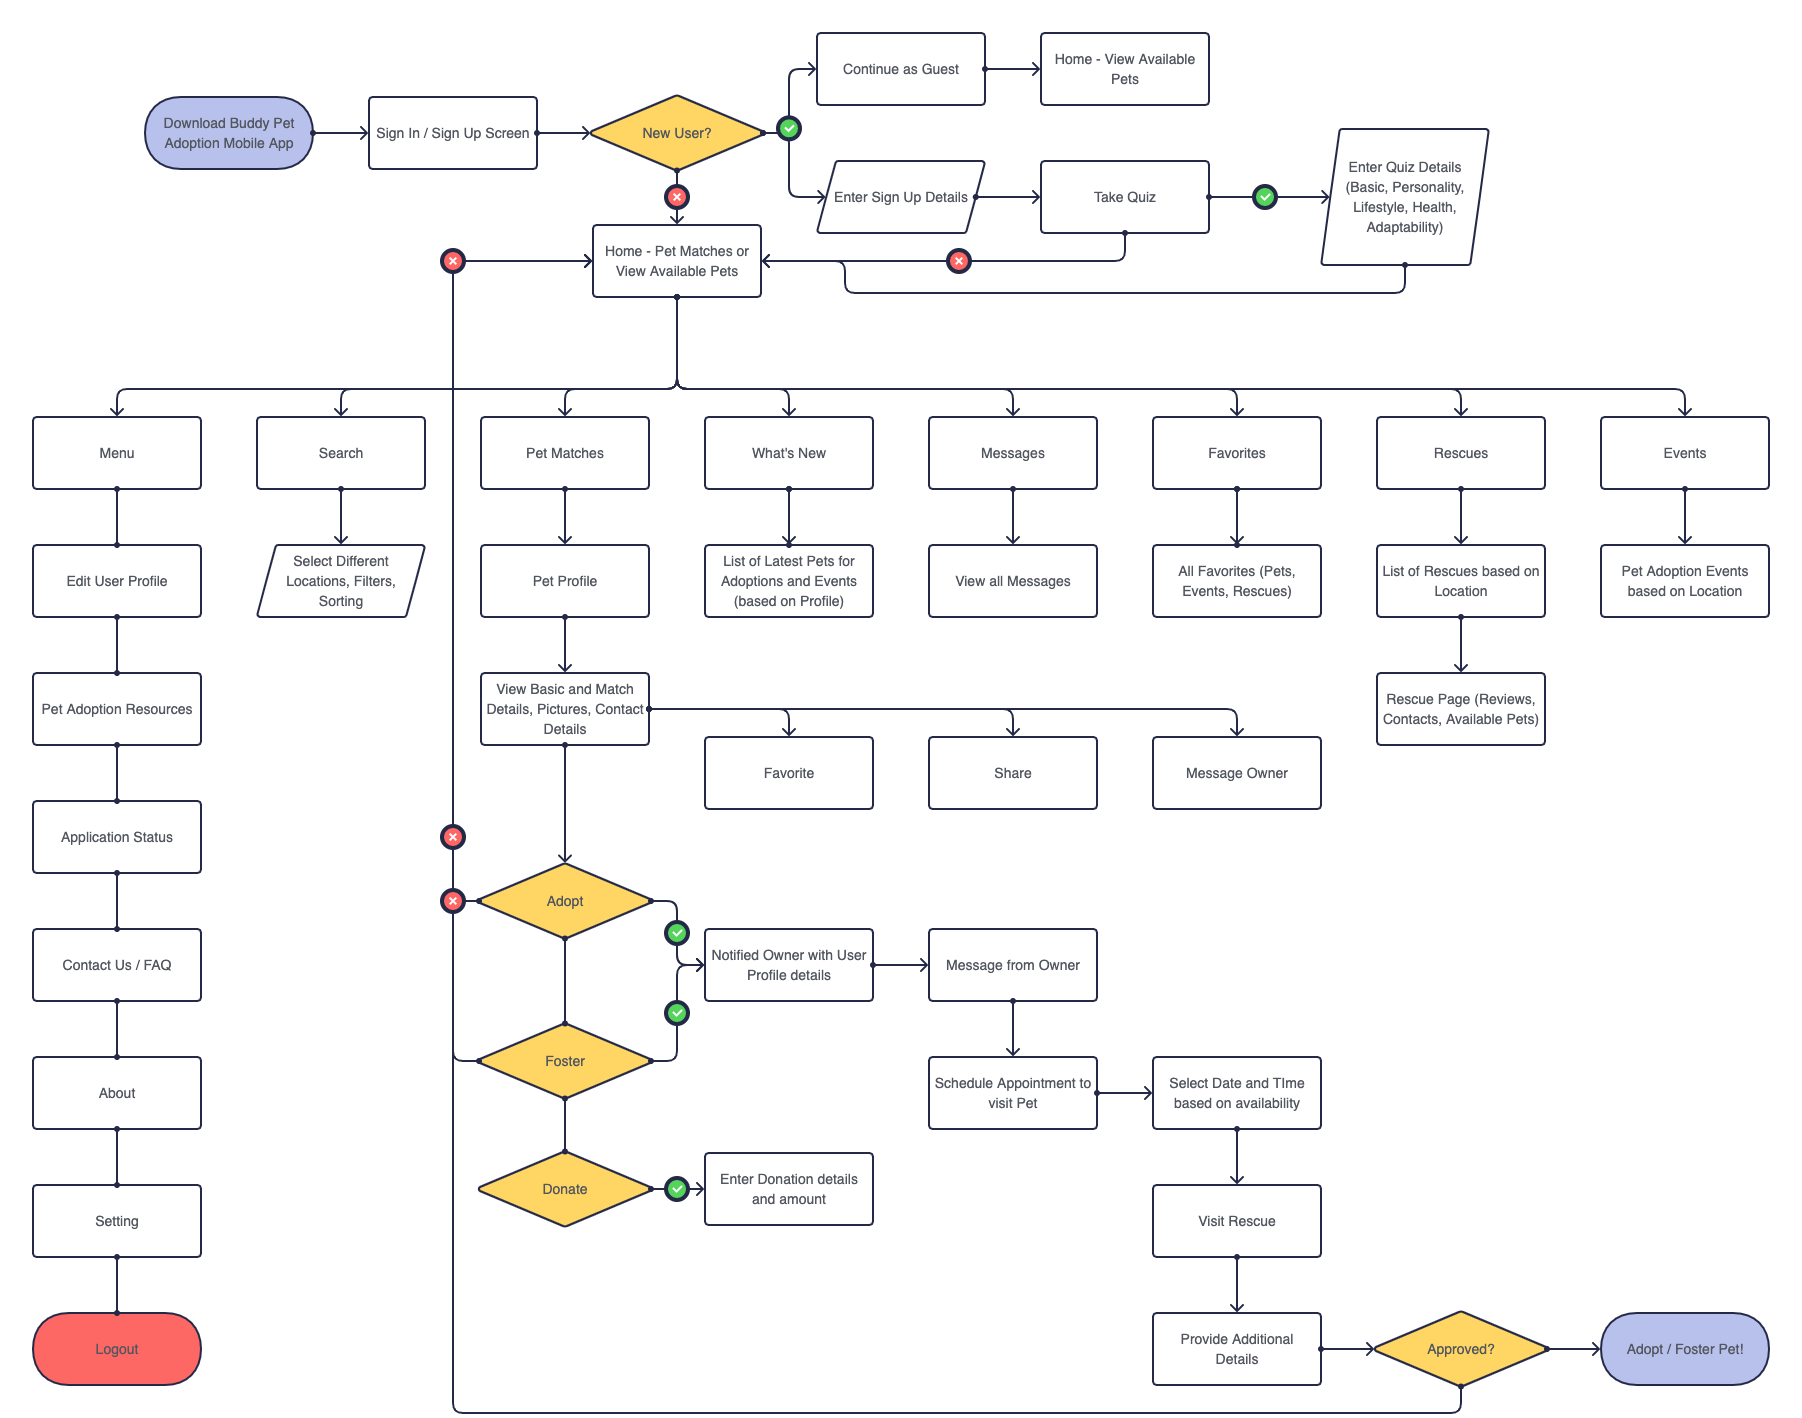 Continue as Guest
Home - View Available
Pets
Download Buddy Pet
Adoption Mobile App
Sign In / Sign Up Screen
New User?
Enter Sign Up Details
Take Quiz
Enter Quiz Details
(Basic, Personality,
Lifestyle, Health,
Adaptability)
Home - Pet Matches or
View Available Pets
Menu
Search
Pet Matches
What's New
Messages
Favorites
Rescues
Events
Edit User Profile
Select Different
Locations, Filters,
Sorting
Pet Profile
List of Latest Pets for
Adoptions and Events
(based on Profile)
View all Messages
All Favorites (Pets,
Events, Rescues)
List of Rescues based on
Location
Pet Adoption Events
based on Location
Pet Adoption Resources
View Basic and Match
Details, Pictures, Contact
Details
Rescue Page (Reviews,
Contacts, Available Pets)
Favorite
Share
Message Owner
Application Status
Adopt
Contact Us / FAQ
Notified Owner with User
Profile details
Message from Owner
Foster
About
Schedule Appointment to
visit Pet
Select Date and TIme
based on availability
Donate
Enter Donation details
and amount
Setting
Visit Rescue
Logout
Provide Additional
Details
Approved?
Adopt / Foster Pet!